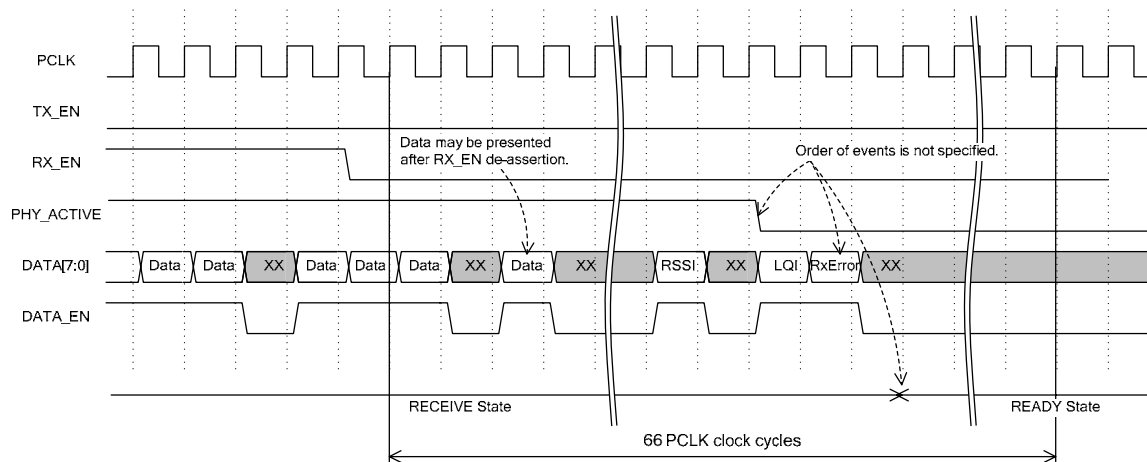 PCLK
TX_EN
Data may be presented
after RX_EN de-assertion.
Order of events is not specified.
RX_EN
PHY_ACTIVE
DATA[7:0] Data Data XX Data Data Data XX Data XX RSSI XX LQI RxError XX
DATA_EN
RECEIVE State READY State
66 PCLK clock cycles